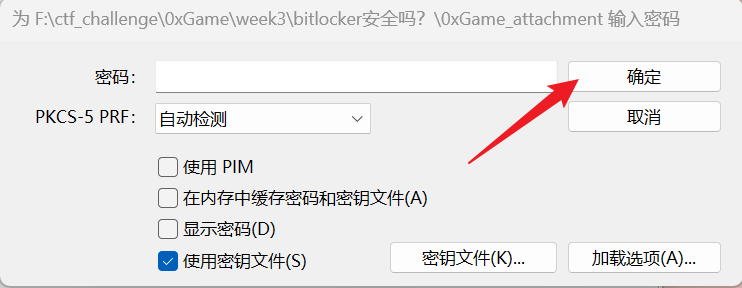 为 F:\ctf_challenge\0xGame\week3\bitlocker安全吗？\0xGame_attachment 输入密码
密码：
确定
PKCS-5 PRF：
自动检测
取消
使用 PIM
在内存中缓存密码和密钥文件(A)
显示密码(D)
使用密钥文件(S)
密钥文件(K)...
加载选项(A)...